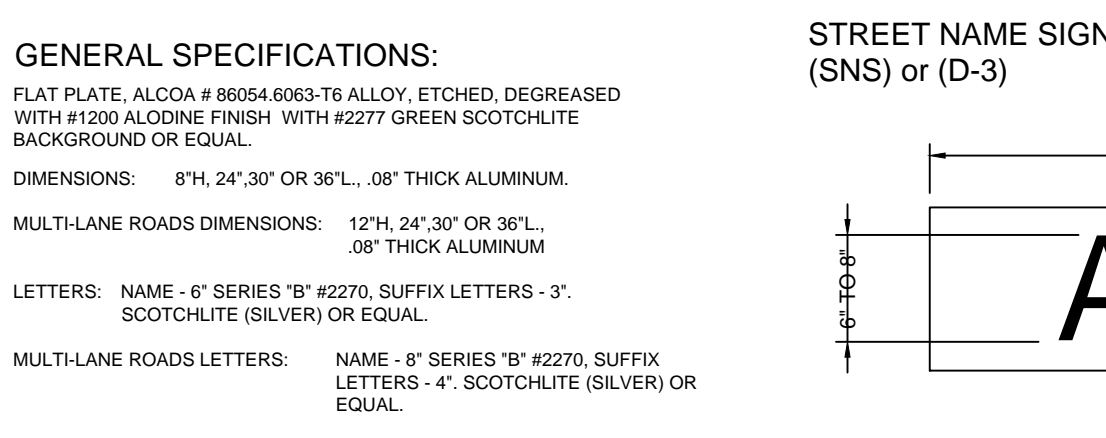 GENERAL SPECIFICATIONS:
FLAT PLATE, ALCOA # 86054.6063-T6 ALLOY, ETCHED, DEGREASED
WITH #1200 ALODINE FINISH WITH #2277 GREEN SCOTCHLITE
BACKGROUND OR EQUAL.
DIMENSIONS: 8"H, 24",30" OR 36"L., .08" THICK ALUMINUM.
MULTI-LANE ROADS DIMENSIONS: 12"H, 24",30" OR 36"L.,
.08" THICK ALUMINUM
LETTERS: NAME - 6" SERIES "B" #2270, SUFFIX LETTERS - 3".
SCOTCHLITE (SILVER) OR EQUAL.
MULTI-LANE ROADS LETTERS: NAME - 8" SERIES "B" #2270, SUFFIX
LETTERS - 4". SCOTCHLITE (SILVER) OR
EQUAL.
STREET NAME SIGN
(SNS) or (D-3)
6" TO 8"
A